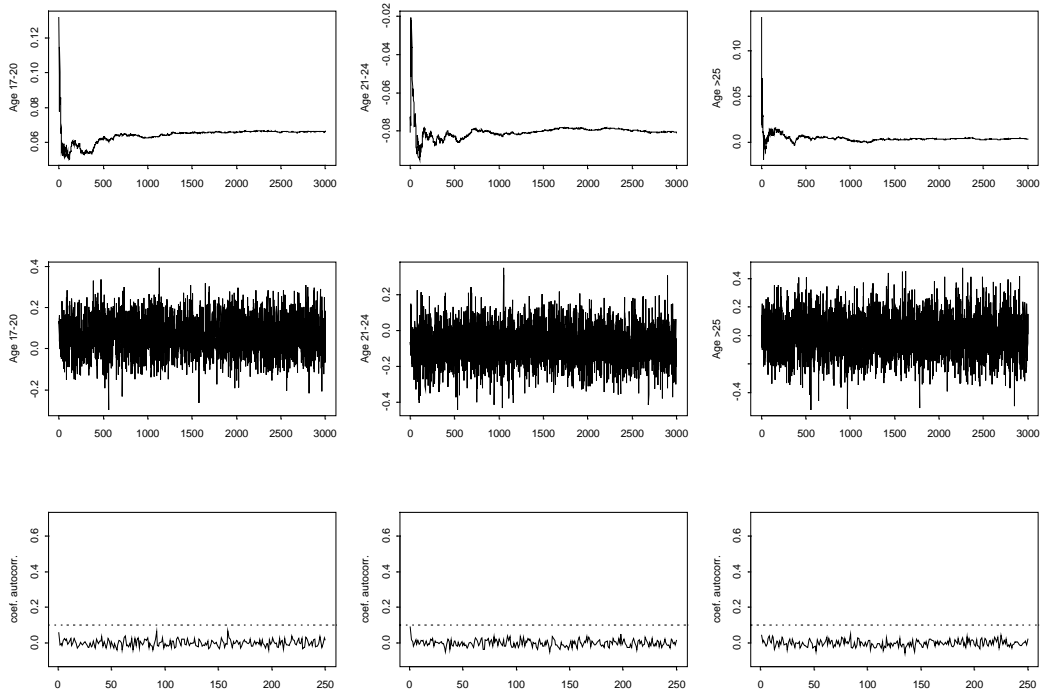 Age 17-20
0.06 0.08 0.10 0.12
0 500 1000 1500 2000 2500 3000
Age 21-24
-0.08 -0.06 -0.04 -0.02
0 500 1000 1500 2000 2500 3000
Age >25
0.0 0.05 0.10
0 500 1000 1500 2000 2500 3000
Age 17-20
-0.2 0.0 0.2 0.4
0 500 1000 1500 2000 2500 3000
Age 21-24
-0.4 -0.2 0.0 0.2
0 500 1000 1500 2000 2500 3000
Age >25
-0.4 0.0 0.2 0.4
0 500 1000 1500 2000 2500 3000
coef. autocorr.
0.0 0.2 0.4 0.6
0 50 100 150 200 250
coef. autocorr.
0.0 0.2 0.4 0.6
0 50 100 150 200 250
coef. autocorr.
0.0 0.2 0.4 0.6
0 50 100 150 200 250